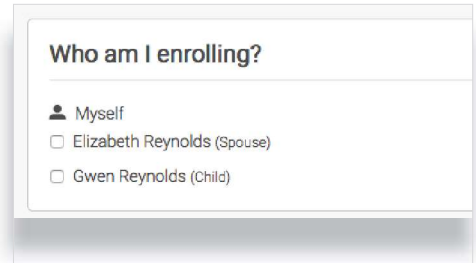 Who am I enrolling?
Myself
Elizabeth Reynolds (Spouse)
Gwen Reynolds (Child)